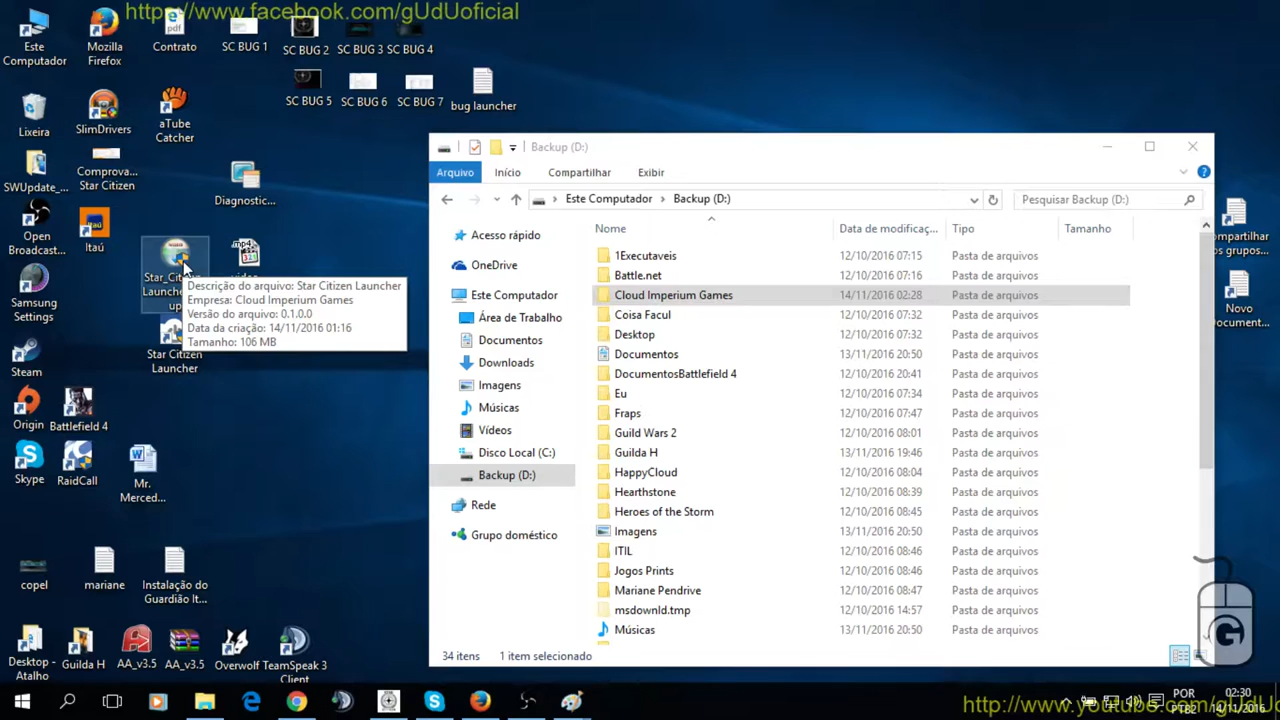 https://www.facebook.com/gUdUoficial
Este
Computador
Mozilla
Firefox
Contrato
SC BUG 1
SC BUG 2
SC BUG 3
SC BUG 4
SC BUG 5
SC BUG 6
SC BUG 7
bug launcher
Lixeira
SlimDrivers
aTube
Catcher
SWUpdate_...
Comprova...
Star Citizen
Diagnostic...
Open
Broadcast...
Itaú
Samsung
Settings
Steam
Star Citizen
Launcher
Origin
Battlefield 4
Skype
RaidCall
Mr.
Merced...
copel
mariane
Instalação do
Guardião It...
Desktop -
Atalho
Guilda H
AA_v3.5
AA_v3.5
Overwolf
TeamSpeak 3
Client
Descrição do arquivo: Star Citizen Launcher
Empresa: Cloud Imperium Games
Versão do arquivo: 0.1.0.0
Data da criação: 14/11/2016 01:16
Tamanho: 106 MB
Backup (D:)
Arquivo Início Compartilhar Exibir
Este Computador Backup (D:)
Pesquisar Backup (D:)
Nome Data de modificaç... Tipo Tamanho
Acesso rápido
OneDrive
Este Computador
Área de Trabalho
Documentos
Downloads
Imagens
Músicas
Vídeos
Disco Local (C:)
Backup (D:)
Rede
Grupo doméstico
1Executaveis 12/10/2016 07:15 Pasta de arquivos
Battle.net 12/10/2016 07:16 Pasta de arquivos
Cloud Imperium Games 14/11/2016 02:28 Pasta de arquivos
Coisa Facul 12/10/2016 07:32 Pasta de arquivos
Desktop 12/10/2016 07:32 Pasta de arquivos
Documentos 13/11/2016 20:50 Pasta de arquivos
DocumentosBattlefield 4 12/10/2016 20:41 Pasta de arquivos
Eu 12/10/2016 07:34 Pasta de arquivos
Fraps 12/10/2016 07:47 Pasta de arquivos
Guild Wars 2 12/10/2016 08:01 Pasta de arquivos
Guilda H 13/11/2016 19:46 Pasta de arquivos
HappyCloud 12/10/2016 08:04 Pasta de arquivos
Hearthstone 12/10/2016 08:39 Pasta de arquivos
Heroes of the Storm 12/10/2016 08:46 Pasta de arquivos
Imagens 13/11/2016 20:50 Pasta de arquivos
ITIL 12/10/2016 08:46 Pasta de arquivos
Jogos Prints 12/10/2016 08:46 Pasta de arquivos
Mariane Pendrive 12/10/2016 08:47 Pasta de arquivos
msdownld.tmp 12/10/2016 14:57 Pasta de arquivos
Músicas 13/11/2016 20:50 Pasta de arquivos
34 itens 1 item selecionado
Compartilhar
os grupos...
Novo
Document...
POR
02:30
14/11/2016
http://www.youtube.com/